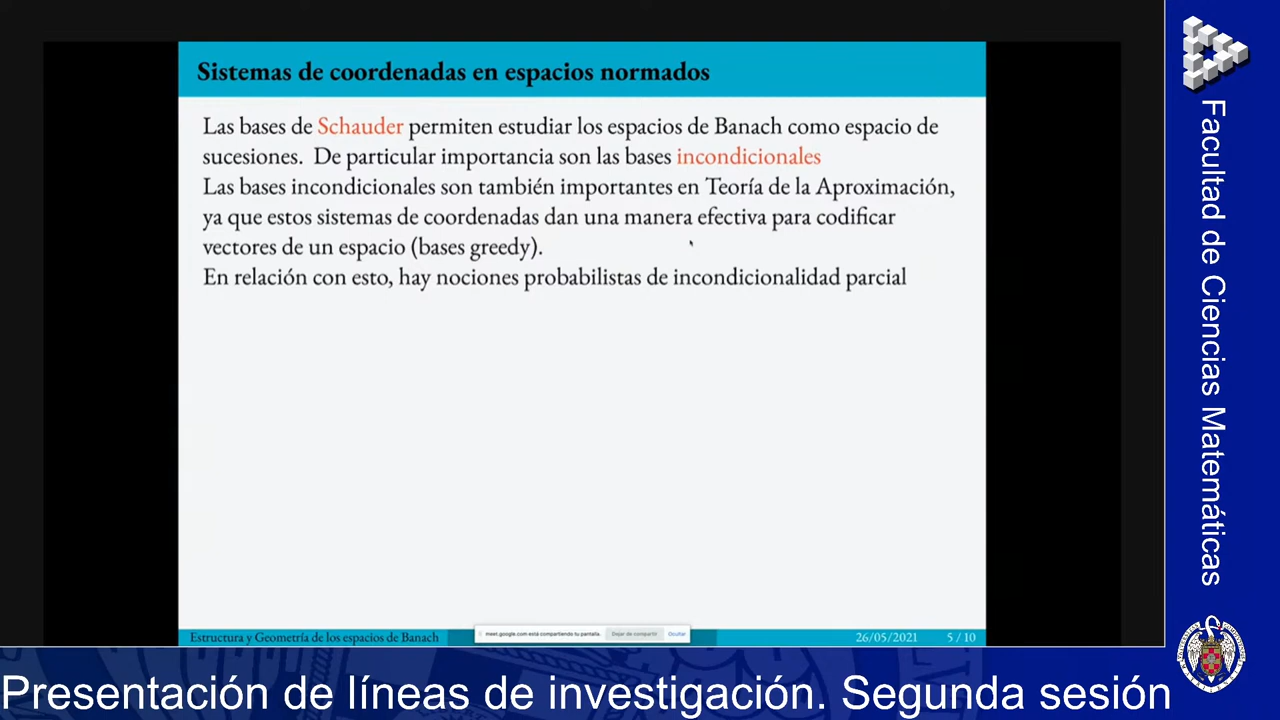 Sistemas de coordenadas en espacios normados
Las bases de Schauder permiten estudiar los espacios de Banach como espacio de
sucesiones. De particular importancia son las bases incondicionales
Las bases incondicionales son también importantes en Teoría de la Aproximación,
ya que estos sistemas de coordenadas dan una manera efectiva para codificar
vectores de un espacio (bases greedy).
En relación con esto, hay nociones probabilistas de incondicionalidad parcial
Estructura y Geometría de los espacios de Banach
meet.google.com está compartiendo tu pantalla.
Dejar de compartir
Ocultar
26/05/2021
5 / 10
Facultad de Ciencias Matemáticas
Presentación de líneas de investigación. Segunda sesión